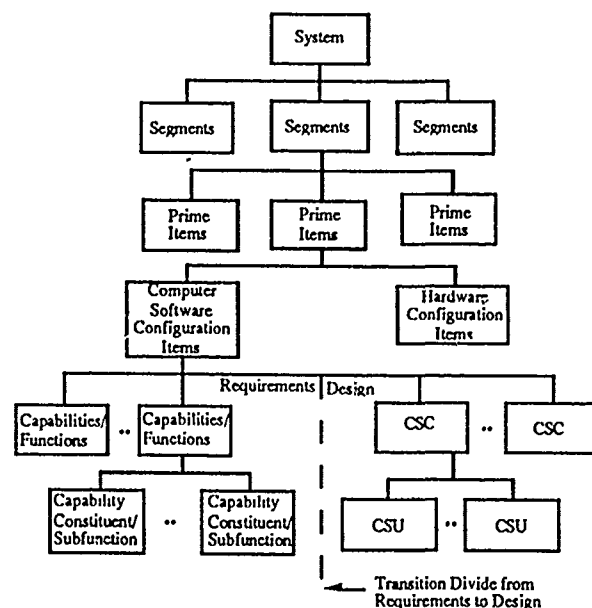 System
Segments
Segments
Segments
Prime
Items
Prime
Items
Prime
Items
Computer
Software
Configuration
Items
Hardware
Configuration
Items
Requirements
Design
Capabilities/
Functions
..
Capabilities/
Functions
CSC
..
CSC
Capability
Constituent/
Subfunction
..
Capability
Constituent/
Subfunction
CSU
..
CSU
Transition Divide from
Requirements to Design